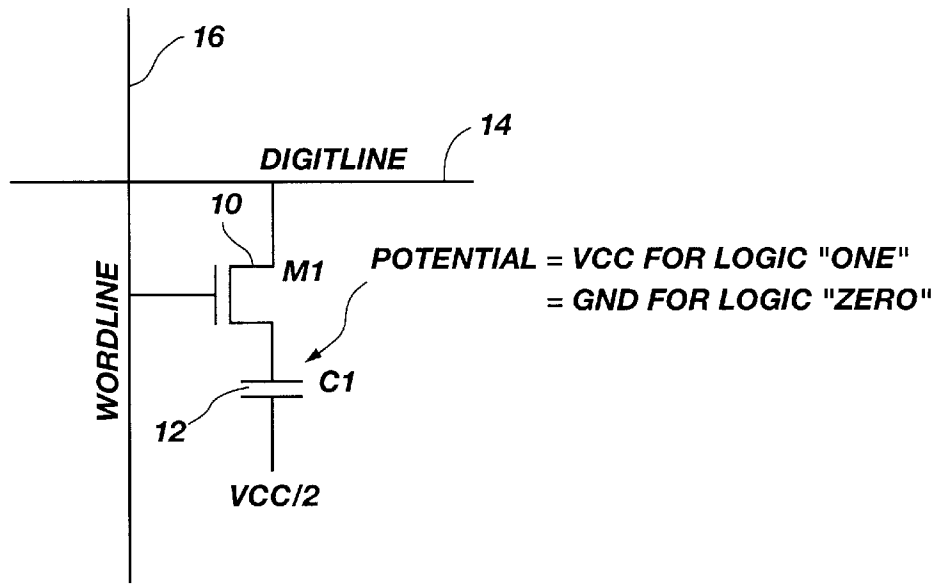 16
14
DIGITLINE
10
M1
POTENTIAL = VCC FOR LOGIC "ONE"
= GND FOR LOGIC "ZERO"
WORDLINE
C1
12
VCC/2